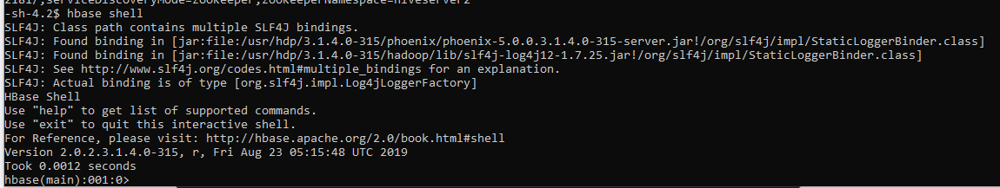 2181/;serviceDiscoveryMode=zooKeeper;zooKeeperNamespace=hiveserver2
-sh-4.2$ hbase shell
SLF4J: Class path contains multiple SLF4J bindings.
SLF4J: Found binding in [jar:file:/usr/hdp/3.1.4.0-315/phoenix/phoenix-5.0.0.3.1.4.0-315-server.jar!/org/slf4j/impl/StaticLoggerBinder.class]
SLF4J: Found binding in [jar:file:/usr/hdp/3.1.4.0-315/hadoop/lib/slf4j-log4j12-1.7.25.jar!/org/slf4j/impl/StaticLoggerBinder.class]
SLF4J: See http://www.slf4j.org/codes.html#multiple_bindings for an explanation.
SLF4J: Actual binding is of type [org.slf4j.impl.Log4jLoggerFactory]
HBase Shell
Use "help" to get list of supported commands.
Use "exit" to quit this interactive shell.
For Reference, please visit: http://hbase.apache.org/2.0/book.html#shell
Version 2.0.2.3.1.4.0-315, r, Fri Aug 23 05:15:48 UTC 2019
Took 0.0012 seconds
hbase(main):001:0>